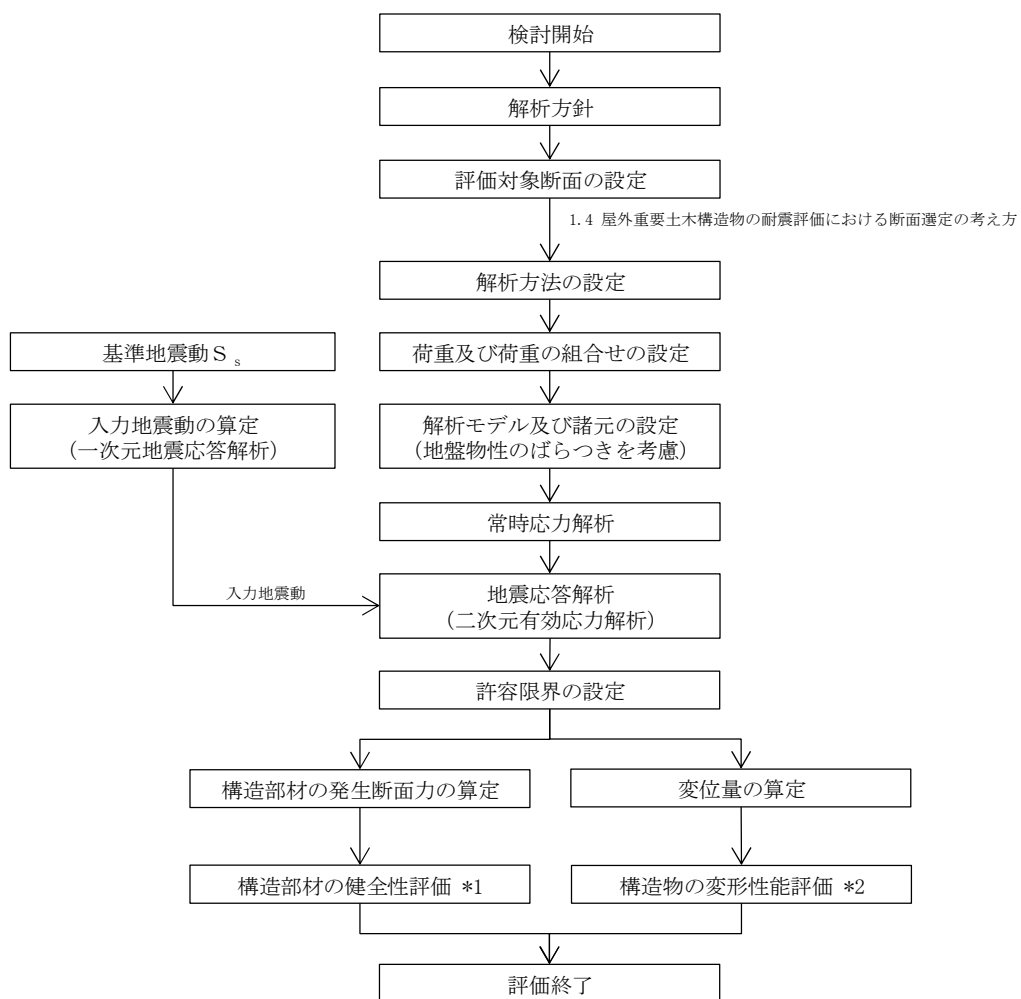 検討開始
解析方針
評価対象断面の設定
1.4 屋外重要土木構造物の耐震評価における断面選定の考え方
解析方法の設定
基準地震動Ｓs
荷重及び荷重の組合せの設定
入力地震動の算定
（一次元地震応答解析）
解析モデル及び諸元の設定
（地盤物性のばらつきを考慮）
常時応力解析
入力地震動
地震応答解析
（二次元有効応力解析）
許容限界の設定
構造部材の発生断面力の算定
変位量の算定
構造部材の健全性評価 *1
構造物の変形性能評価 *2
評価終了